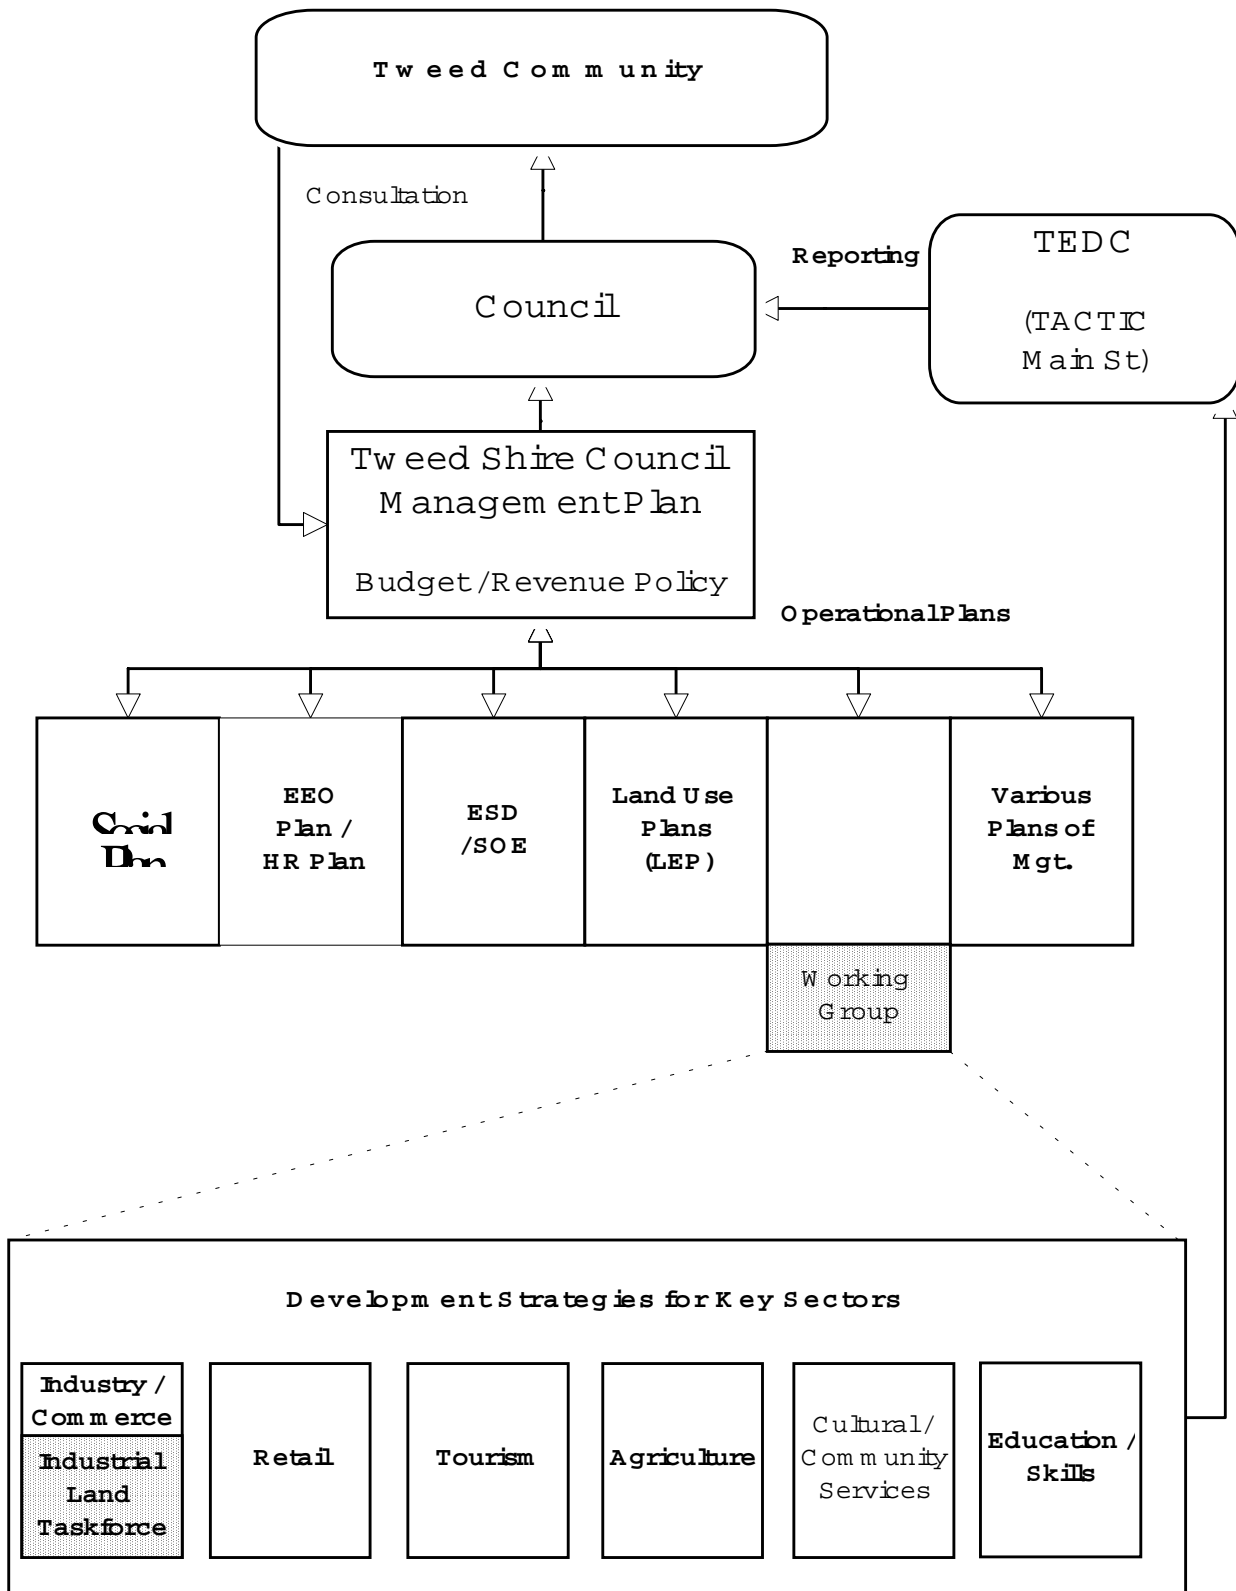 Tweed Community
Consultation
Reporting
TEDC
(TACTIC
Main St)
Council
Tweed Shire Council
Management Plan
Budget/Revenue Policy
Operational Plans
Social
Plan
EEO
Plan /
HR Plan
ESD
/SOE
Land Use
Plans
(LEP)
Various
Plans of
Mgt.
Working
Group
Development Strategies for Key Sectors
Industry /
Commerce
Industrial
Land
Taskforce
Retail
Tourism
Agriculture
Cultural/
Community
Services
Education /
Skills